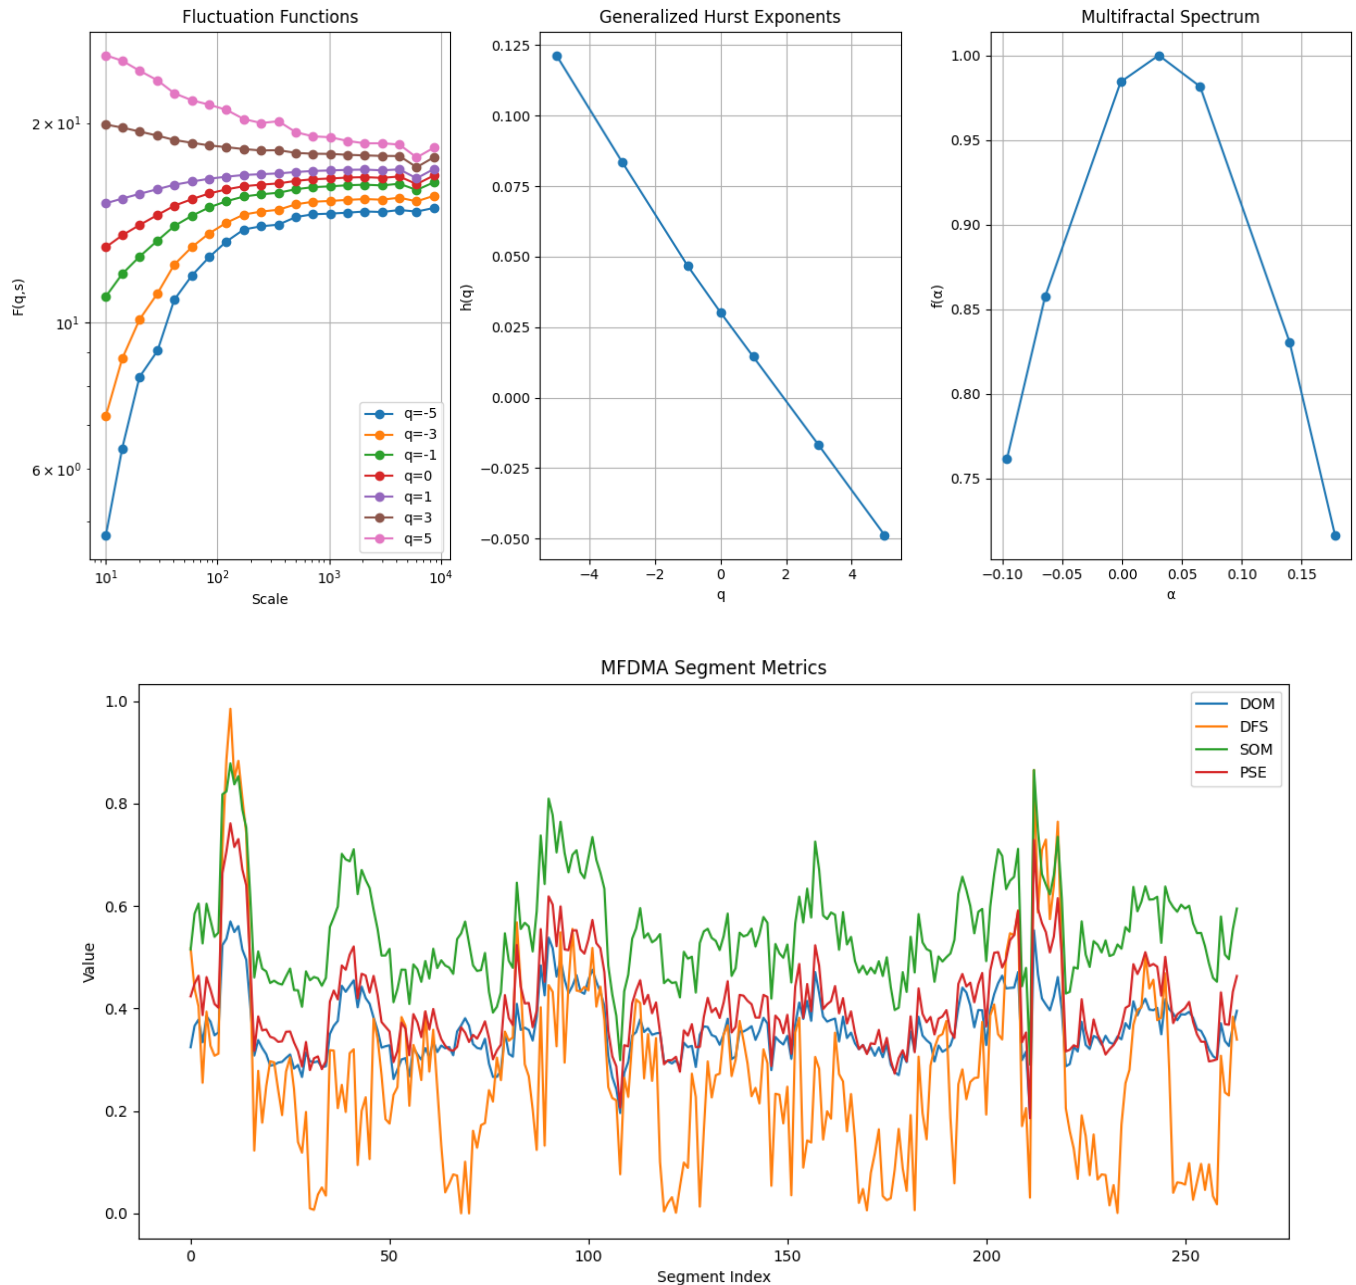 Fluctuation Functions
F(q,s)
2 × 10¹
10¹
6 × 10⁰
10¹
10²
10³
10⁴
Scale
q=-5
q=-3
q=-1
q=0
q=1
q=3
q=5
Generalized Hurst Exponents
h(q)
0.125
0.100
0.075
0.050
0.025
0.000
−0.025
−0.050
−4
−2
0
2
4
q
Multifractal Spectrum
f(α)
1.00
0.95
0.90
0.85
0.80
0.75
−0.10
−0.05
0.00
0.05
0.10
0.15
α
MFDMA Segment Metrics
Value
1.0
0.8
0.6
0.4
0.2
0.0
0
50
100
150
200
250
Segment Index
DOM
DFS
SOM
PSE